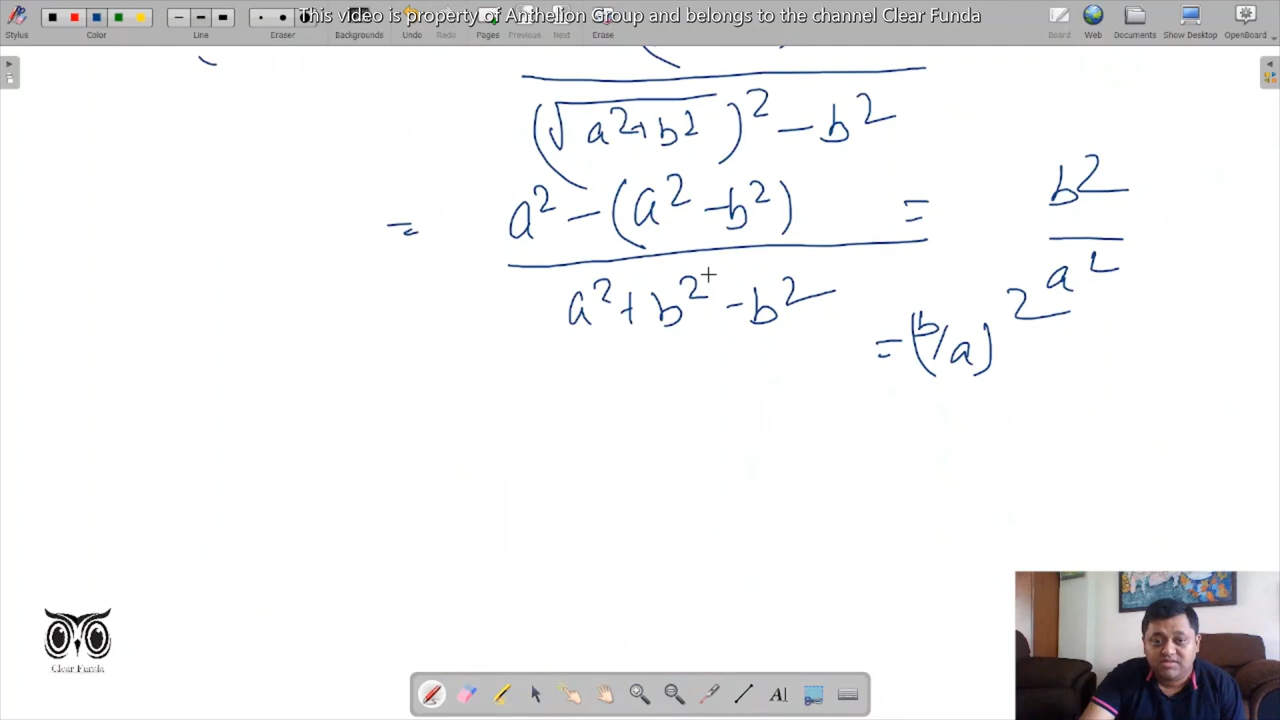 This video is property of Anthelion Group and belongs to the channel Clear Funda
Stylus Color Line Eraser Backgrounds Undo Redo Pages Previous Next Erase Board Web Documents Show Desktop OpenBoard
(√a²+b²)² - b²
= a² - (a² - b²) / a² + b² - b² = b² / a²
= (b/a)²
Clear Funda